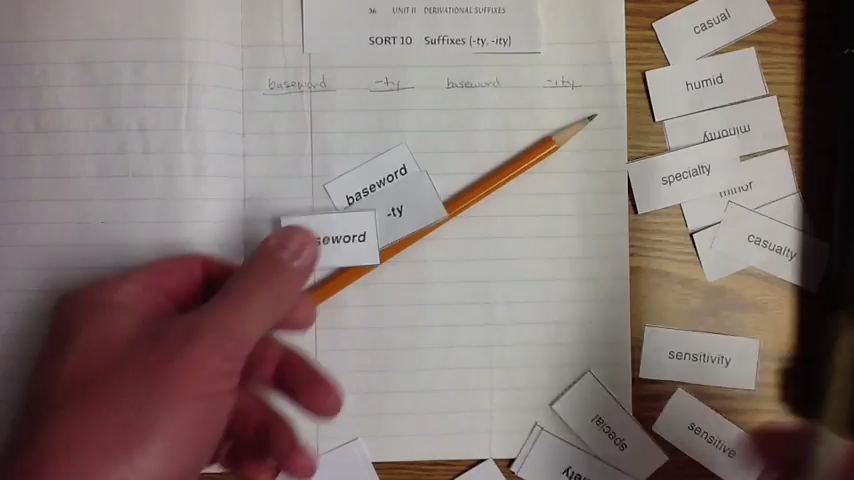 36 UNIT II DERIVATIONAL SUFFIXES
SORT 10 Suffixes (-ty, -ity)
baseword -ty baseword -ity
baseword
-ty
seword
casual
humid
minority
specialty
minor
casualty
sensitivity
sensitive
special